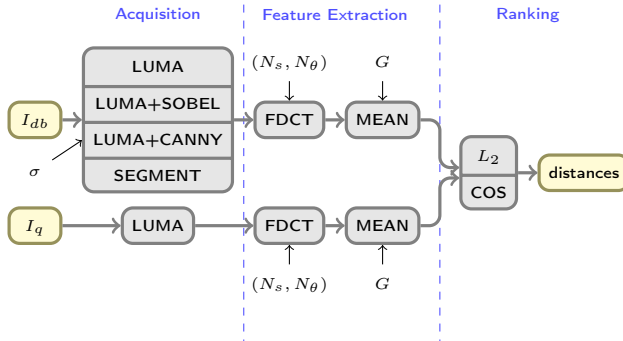 Acquisition Feature Extraction Ranking
(N_s, N_θ) G
LUMA
LUMA+SOBEL
LUMA+CANNY
SEGMENT
I_db
σ
FDCT MEAN
L_2
COS
distances
I_q LUMA FDCT MEAN
(N_s, N_θ) G